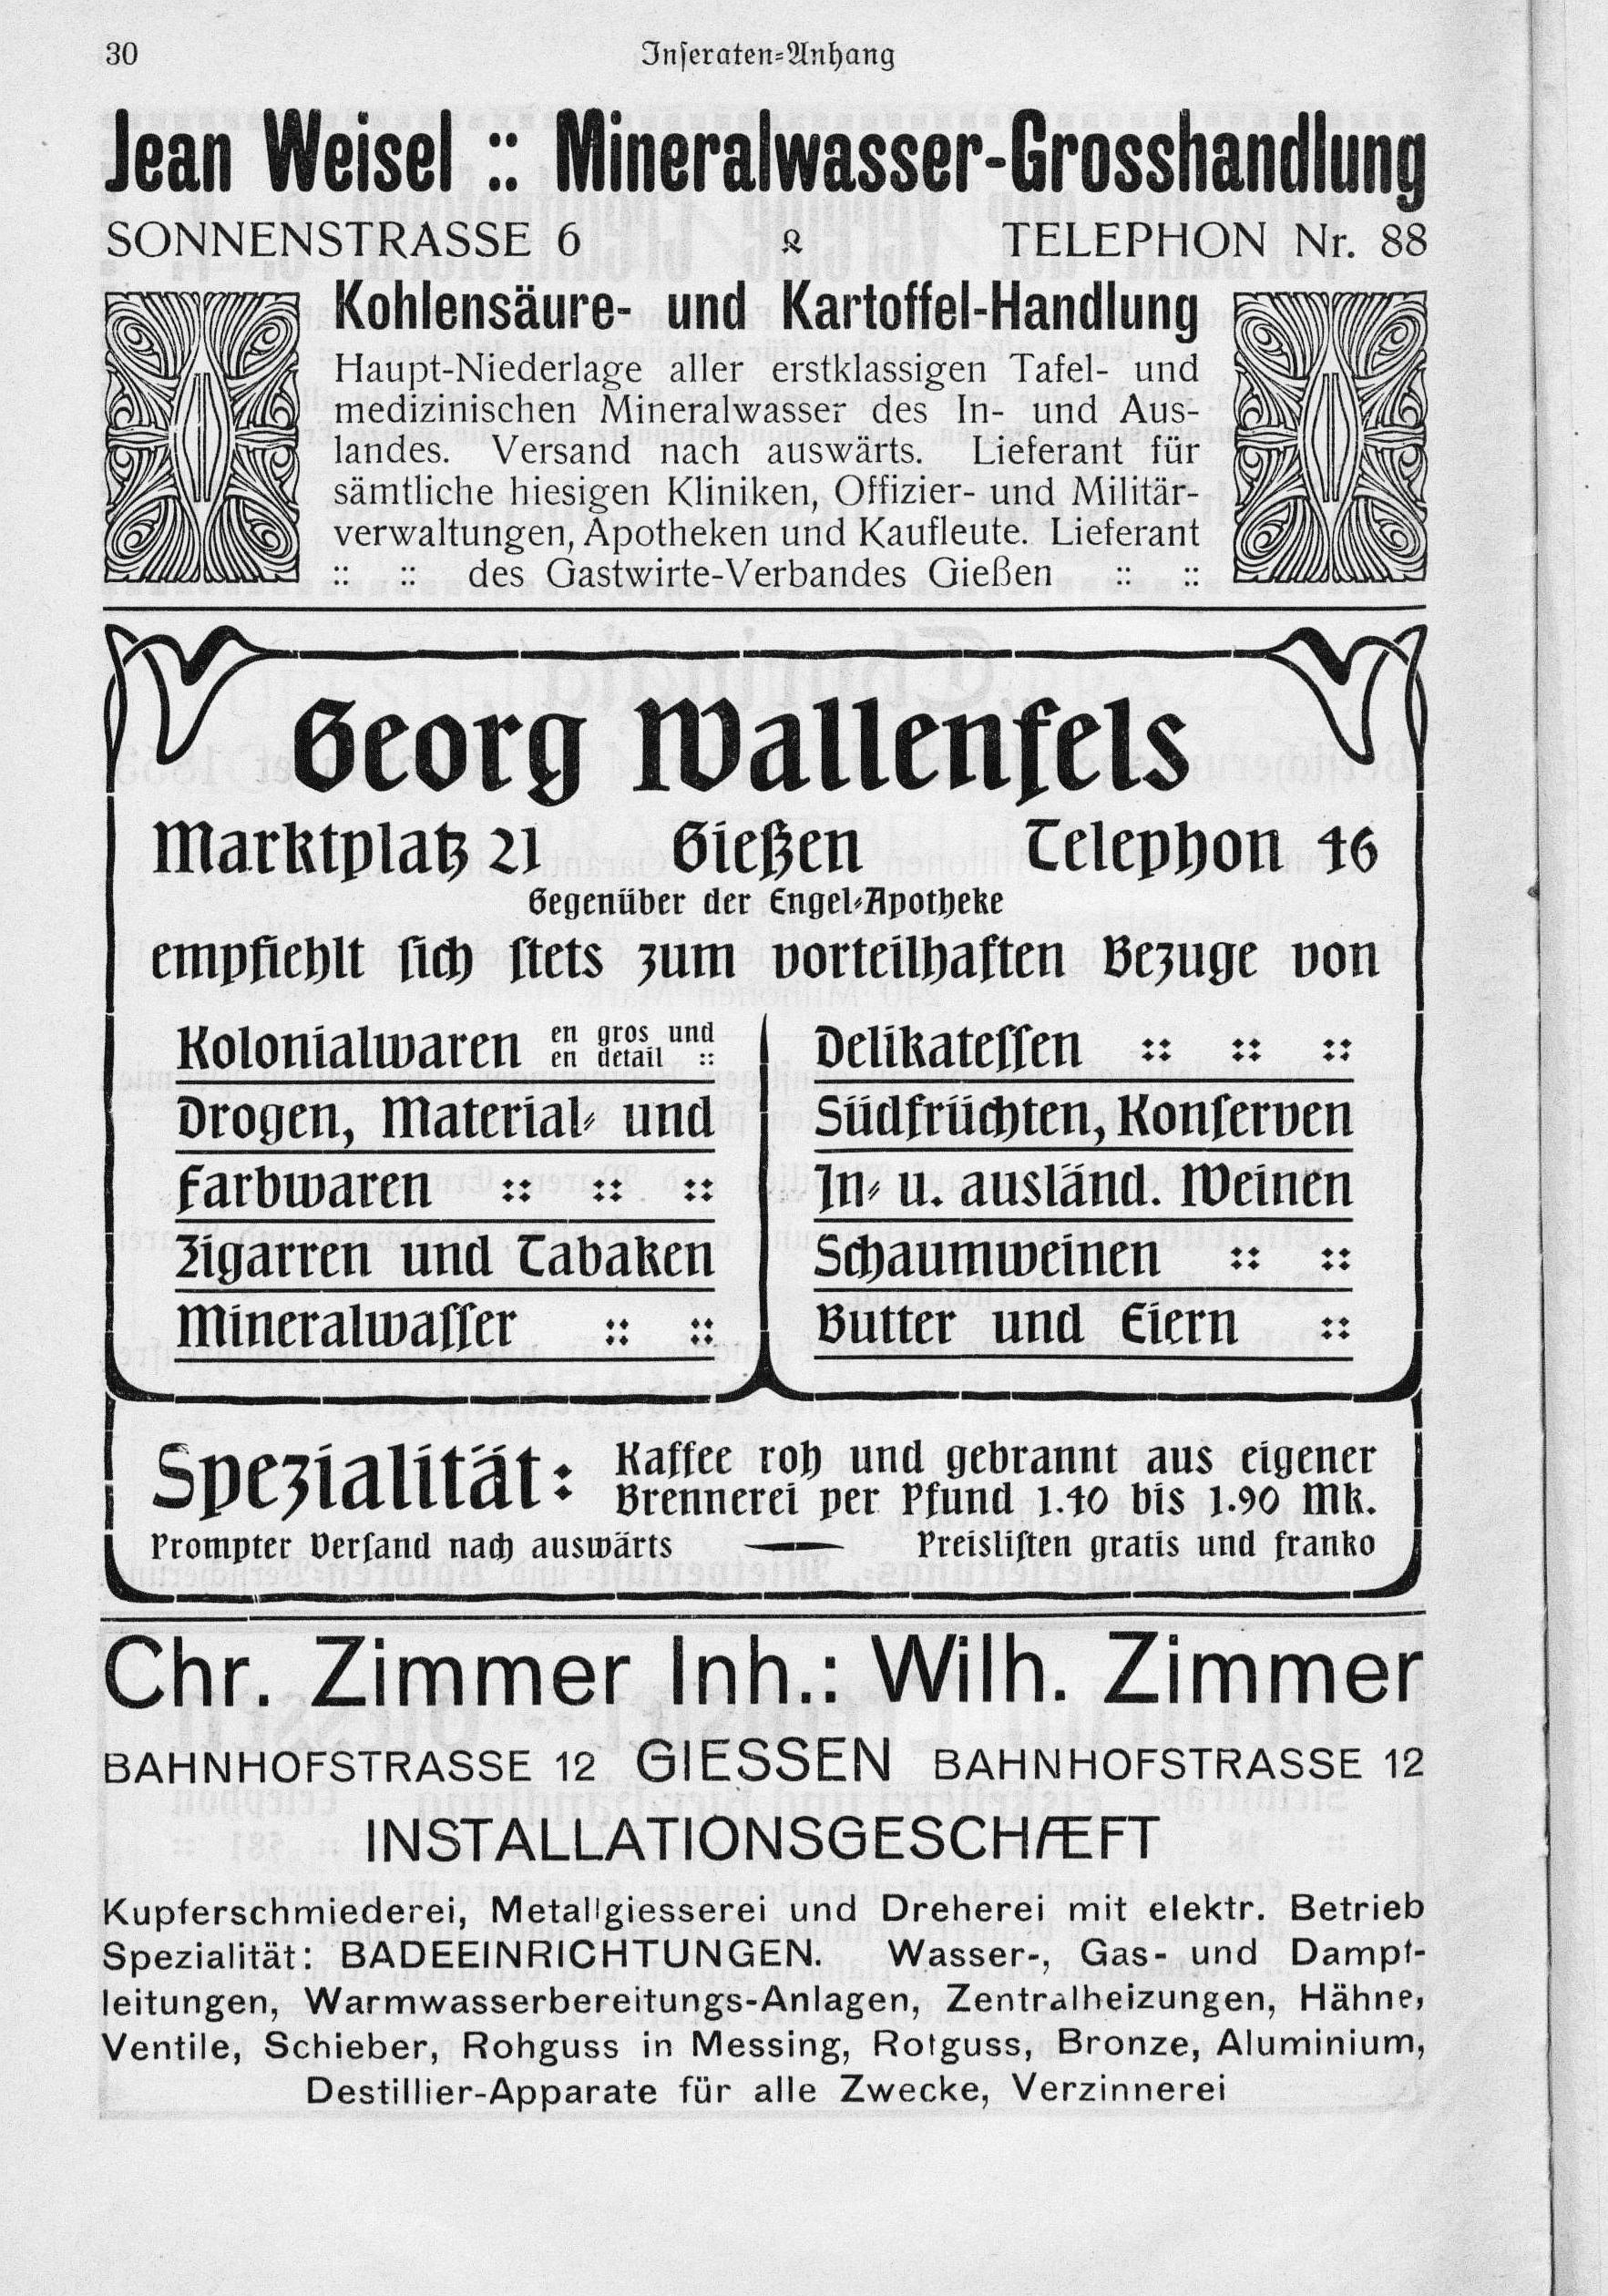 30
Inſeraten-Anhang
Jean Weisel :: Mineralwasser-Grosshandlung
SONNENSTRASSE 6 TELEPHON Nr. 88
Kohlensäure- und Kartoffel-Handlung
Haupt-Niederlage aller erstklassigen Tafel- und
medizinischen Mineralwasser des In- und Aus-
landes. Versand nach auswärts. Lieferant für
sämtliche hiesigen Kliniken, Offizier- und Militär-
verwaltungen, Apotheken und Kaufleute. Lieferant
:: :: des Gastwirte-Verbandes Gießen :: ::
Georg Wallenfels
Marktplatz 21 Gießen Telephon 46
Gegenüber der Engel-Apotheke
empfiehlt ſich ſtets zum vorteilhaften Bezuge von
Kolonialwaren en gros und
en detail ::
Drogen, Material- und
Farbwaren :: :: ::
Zigarren und Tabaken
Mineralwaſſer :: ::
Delikateſſen :: :: ::
Südfrüchten, Konſerven
In- u. ausländ. Weinen
Schaumweinen :: ::
Butter und Eiern ::
Spezialität: Kaffee roh und gebrannt aus eigener
Brennerei per Pfund 1.40 bis 1.90 Mk.
Prompter Verſand nach auswärts — Preisliſten gratis und franko
Chr. Zimmer Inh.: Wilh. Zimmer
BAHNHOFSTRASSE 12 GIESSEN BAHNHOFSTRASSE 12
INSTALLATIONSGESCHÆFT
Kupferschmiederei, Metallgiesserei und Dreherei mit elektr. Betrieb
Spezialität: BADEEINRICHTUNGEN. Wasser-, Gas- und Dampf-
leitungen, Warmwasserbereitungs-Anlagen, Zentralheizungen, Hähne,
Ventile, Schieber, Rohguss in Messing, Rotguss, Bronze, Aluminium,
Destillier-Apparate für alle Zwecke, Verzinnerei